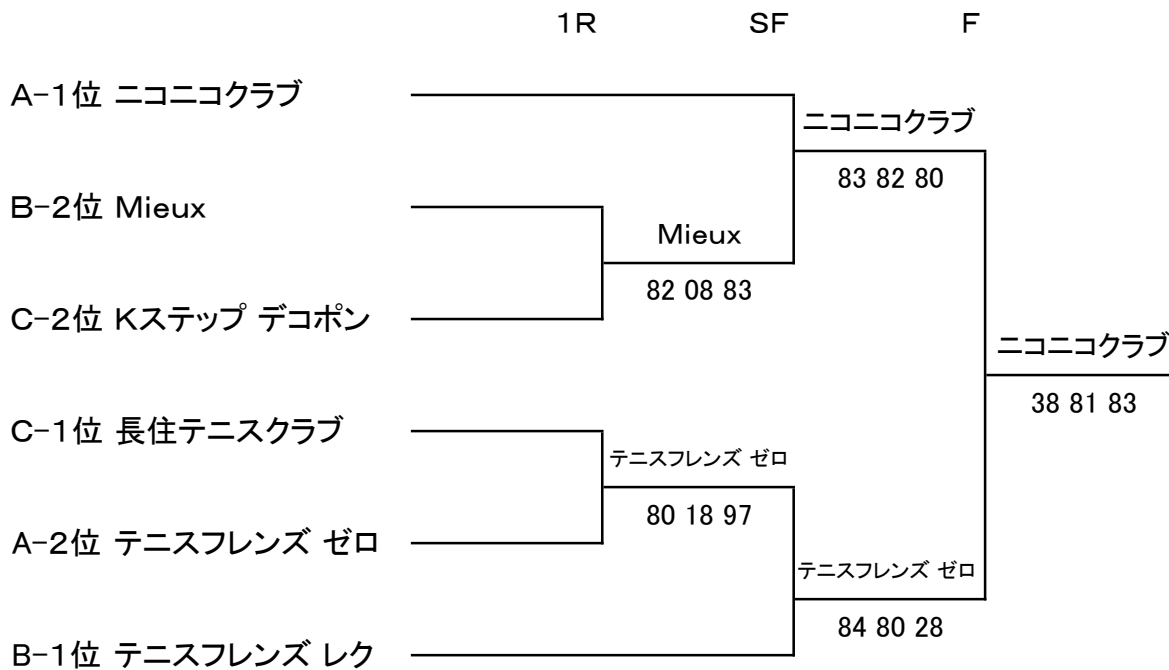 1R SF F
A-1位 ニコニコクラブ
ニコニコクラブ
83 82 80
B-2位 Mieux
Mieux
82 08 83
C-2位 Kステップ デコポン
ニコニコクラブ
38 81 83
C-1位 長住テニスクラブ
テニスフレンズ ゼロ
80 18 97
A-2位 テニスフレンズ ゼロ
テニスフレンズ ゼロ
84 80 28
B-1位 テニスフレンズ レク